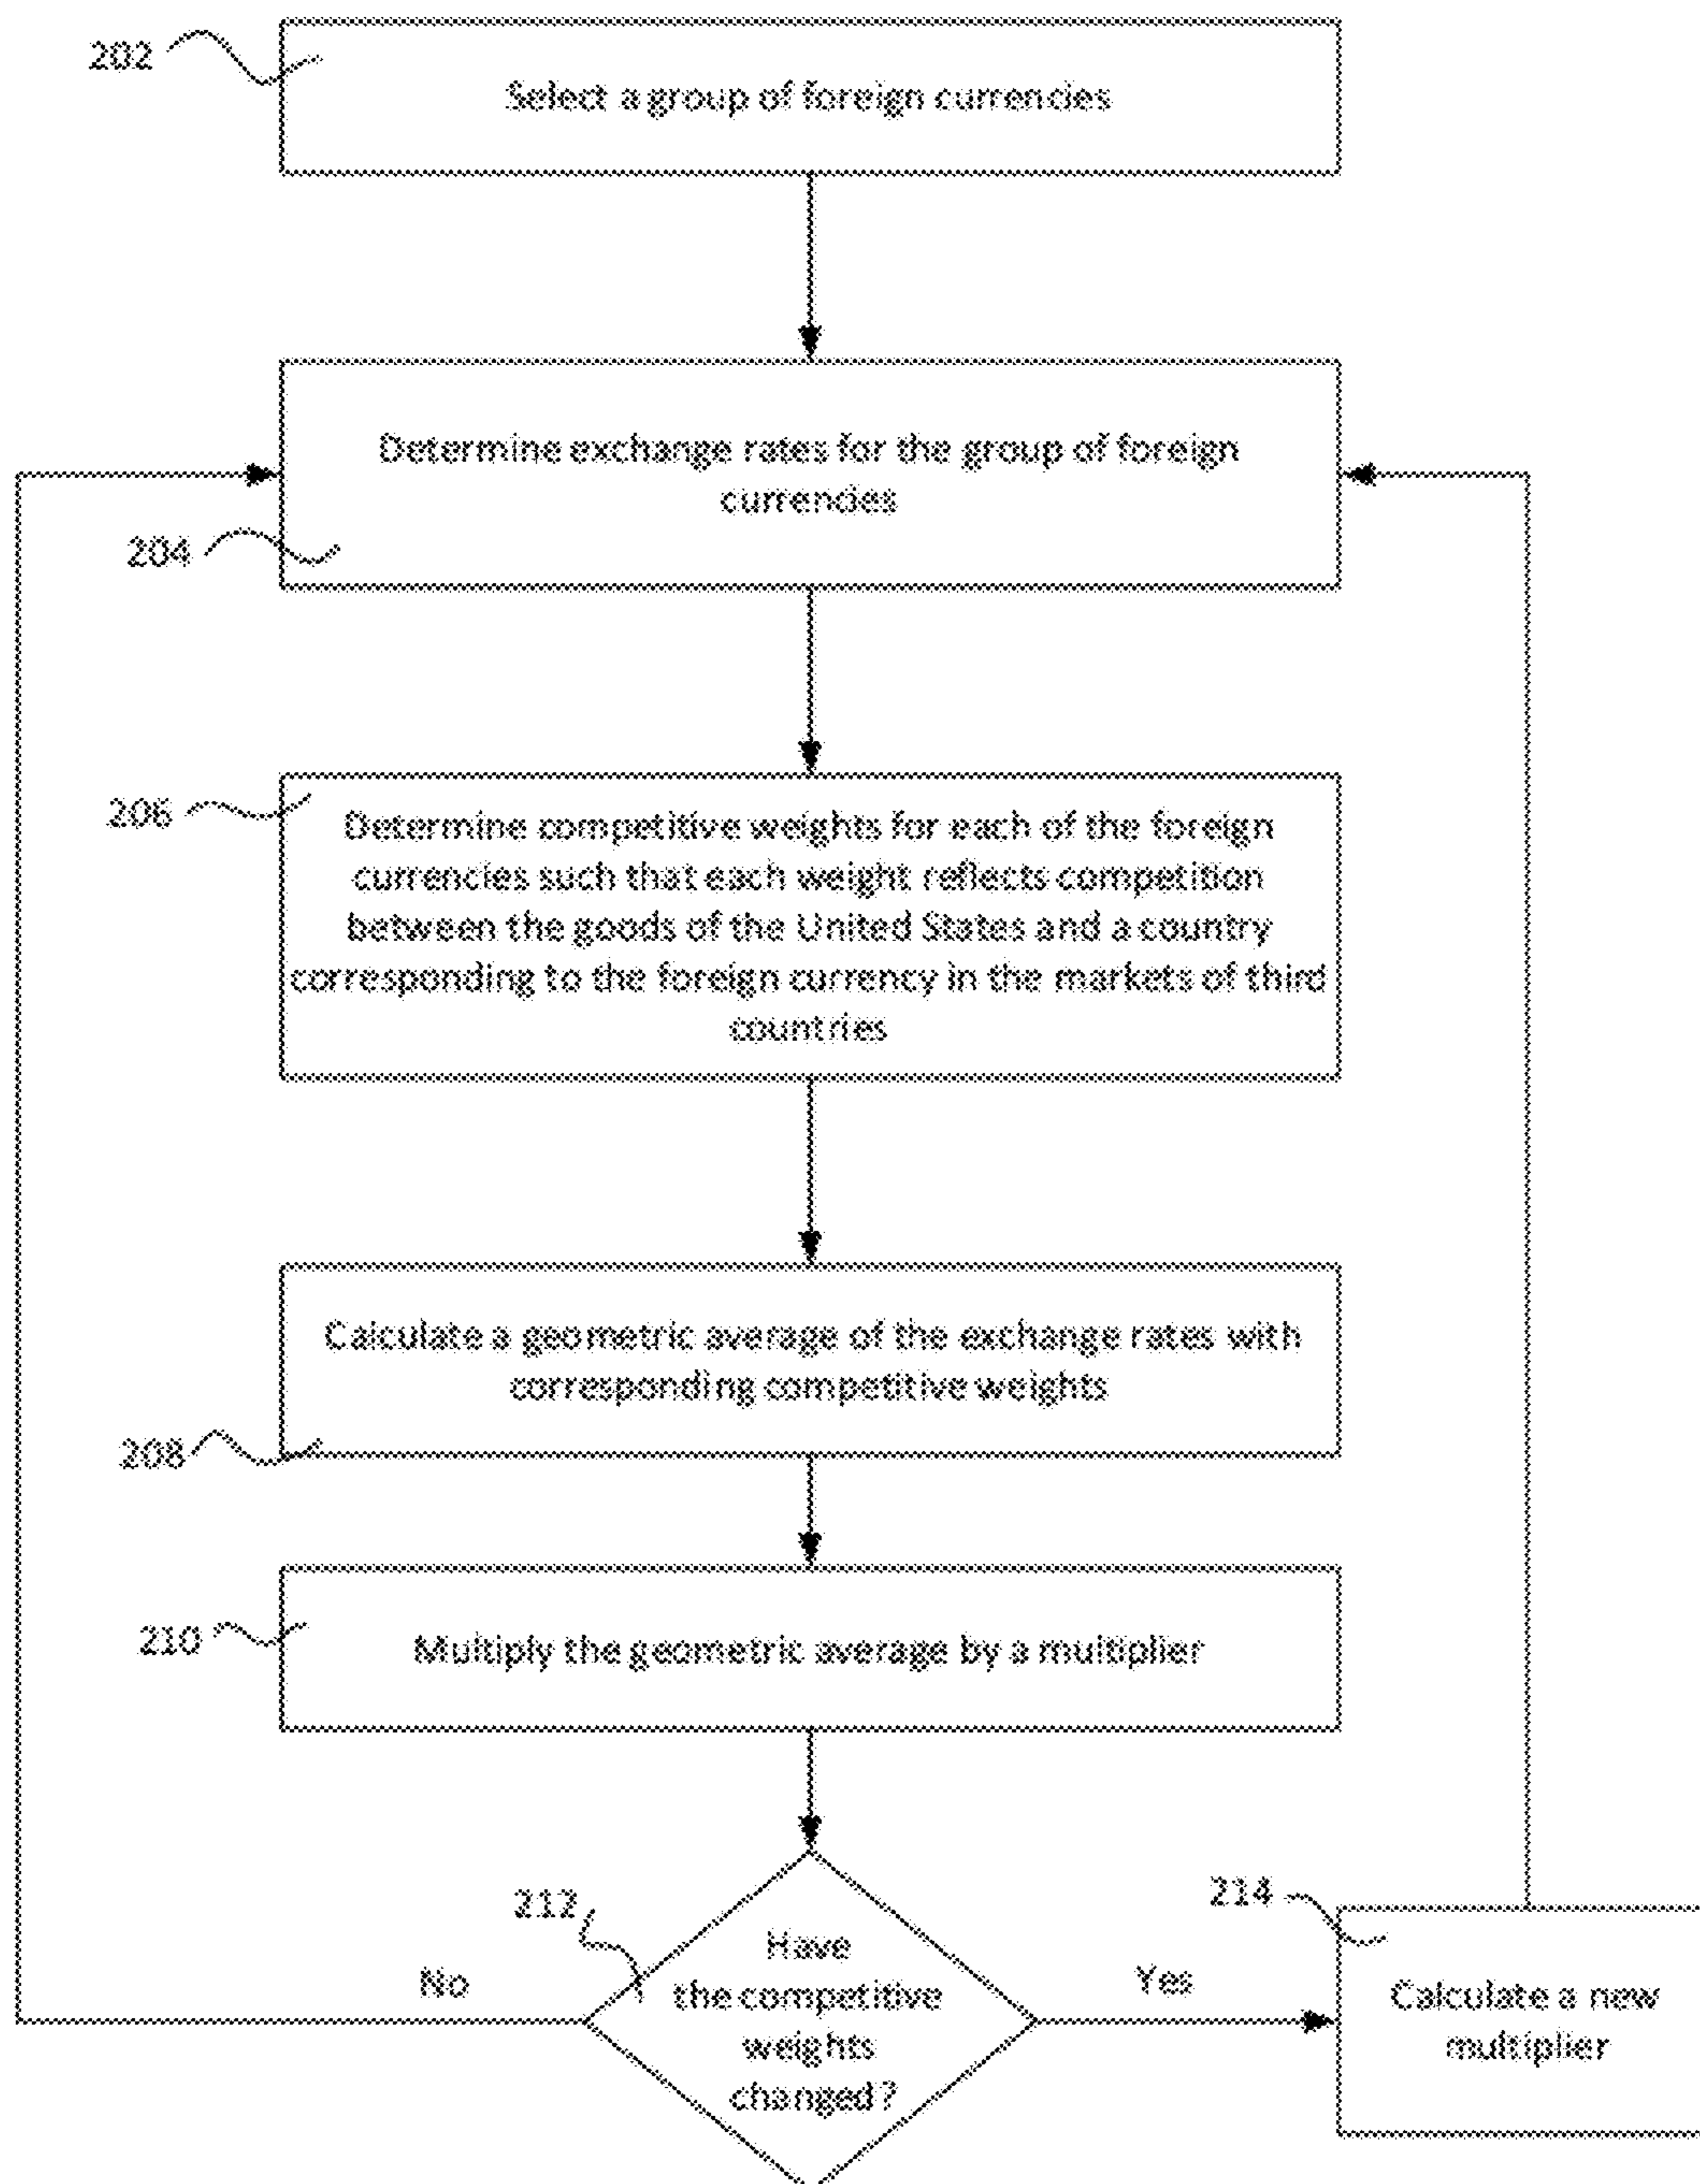 202
Select a group of foreign currencies
Determine exchange rates for the group of foreign
currencies
204
206
Determine competitive weights for each of the foreign
currencies such that each weight reflects competition
between the goods of the United States and a country
corresponding to the foreign currency in the markets of third
countries
Calculate a geometric average of the exchange rates with
corresponding competitive weights
208
210
Multiply the geometric average by a multiplier
212
214
No
Have
the competitive
weights
changed?
Yes
Calculate a new
multiplier